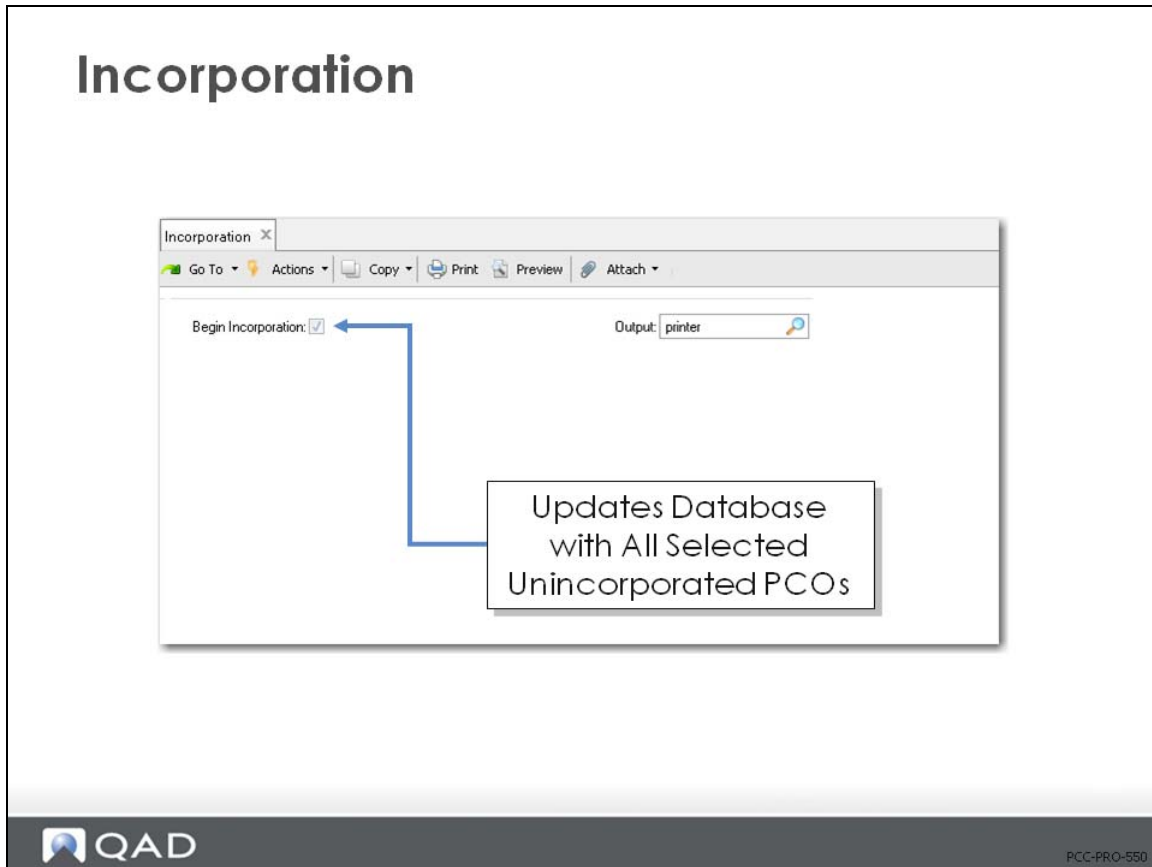 Incorporation
Incorporation
Go To Actions Copy Print Preview Attach
Begin Incorporation: Output: printer
Updates Database
with All Selected
Unincorporated PCOs
QAD
PCC-PRO-550